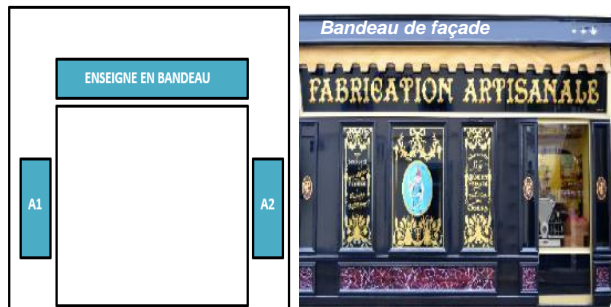 ENSEIGNE EN BANDEAU
A1
A2
Bandeau de façade
FABRICATION ARTISANALE